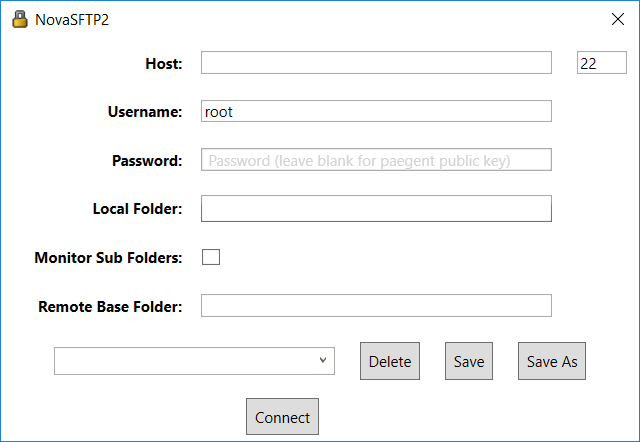 NovaSFTP2
Host: 22
Username: root
Password: Password (leave blank for paegent public key)
Local Folder:
Monitor Sub Folders:
Remote Base Folder:
Delete Save Save As
Connect